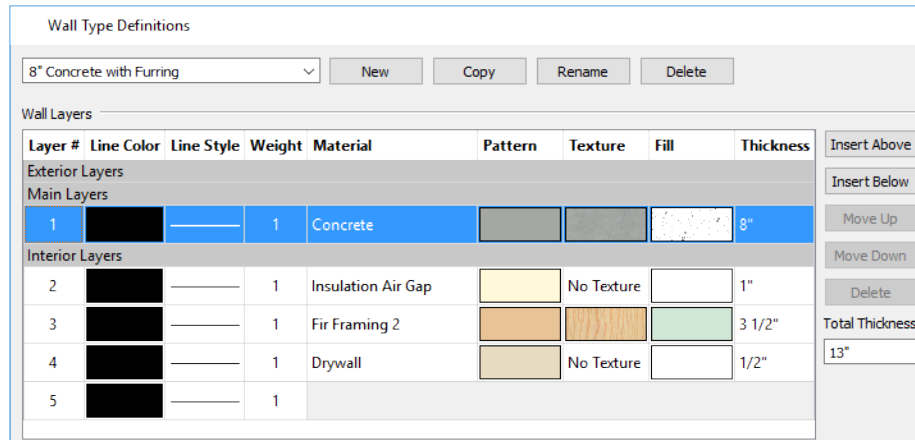 Wall Type Definitions
8" Concrete with Furring New Copy Rename Delete
Wall Layers
Layer # Line Color Line Style Weight Material Pattern Texture Fill Thickness Insert Above
Exterior Layers
Insert Below
Main Layers
1 1 Concrete 8" Move Up
Interior Layers Move Down
2 1 Insulation Air Gap No Texture 1" Delete
3 1 Fir Framing 2 3 1/2" Total Thickness
4 1 Drywall No Texture 1/2" 13"
5 1